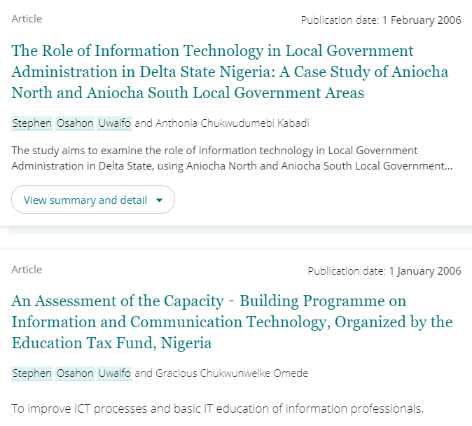 Article
Publication date: 1 February 2006
The Role of Information Technology in Local Government
Administration in Delta State Nigeria: A Case Study of Aniocha
North and Aniocha South Local Government Areas
Stephen Osahon Uwaifo and Anthonia Chukwudumebi Kabadi
The study aims to examine the role of information technology in Local Government
Administration in Delta State, using Aniocha North and Aniocha South Local Government...
View summary and detail
Article
Publication date: 1 January 2006
An Assessment of the Capacity - Building Programme on
Information and Communication Technology, Organized by the
Education Tax Fund, Nigeria
Stephen Osahon Uwaifo and Gracious Chukwunweike Omede
To improve ICT processes and basic IT education of information professionals.